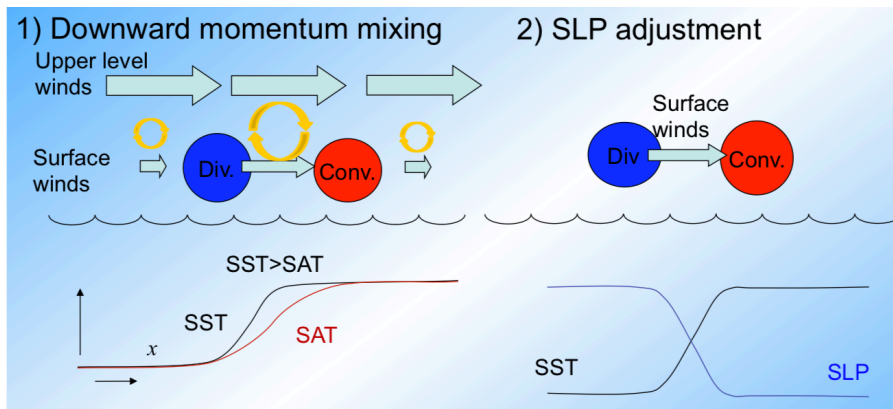 1) Downward momentum mixing
Upper level
winds
Surface
winds
Div.
Conv.
SST>SAT
SST
SAT
x
2) SLP adjustment
Surface
winds
Div
Conv.
SST
SLP